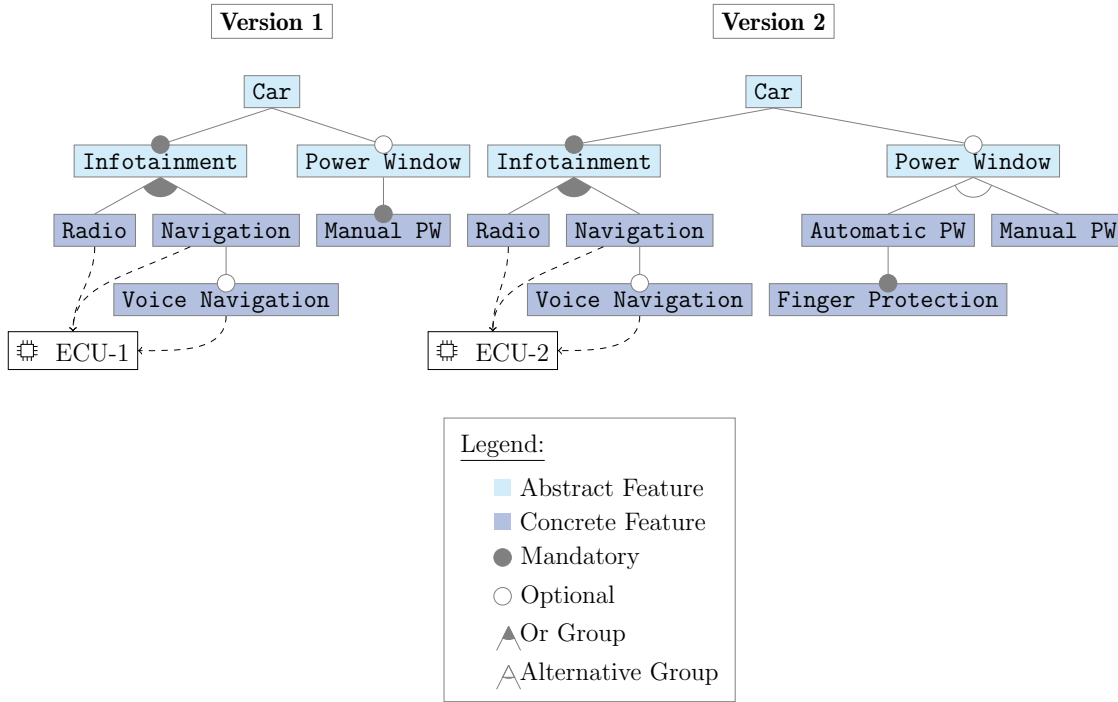 Version 1
Version 2
Car
Car
Infotainment
Power Window
Infotainment
Power Window
Radio
Navigation
Manual PW
Radio
Navigation
Automatic PW
Manual PW
Voice Navigation
Voice Navigation
Finger Protection
ECU-1
ECU-2
Legend:
Abstract Feature
Concrete Feature
Mandatory
Optional
Or Group
Alternative Group